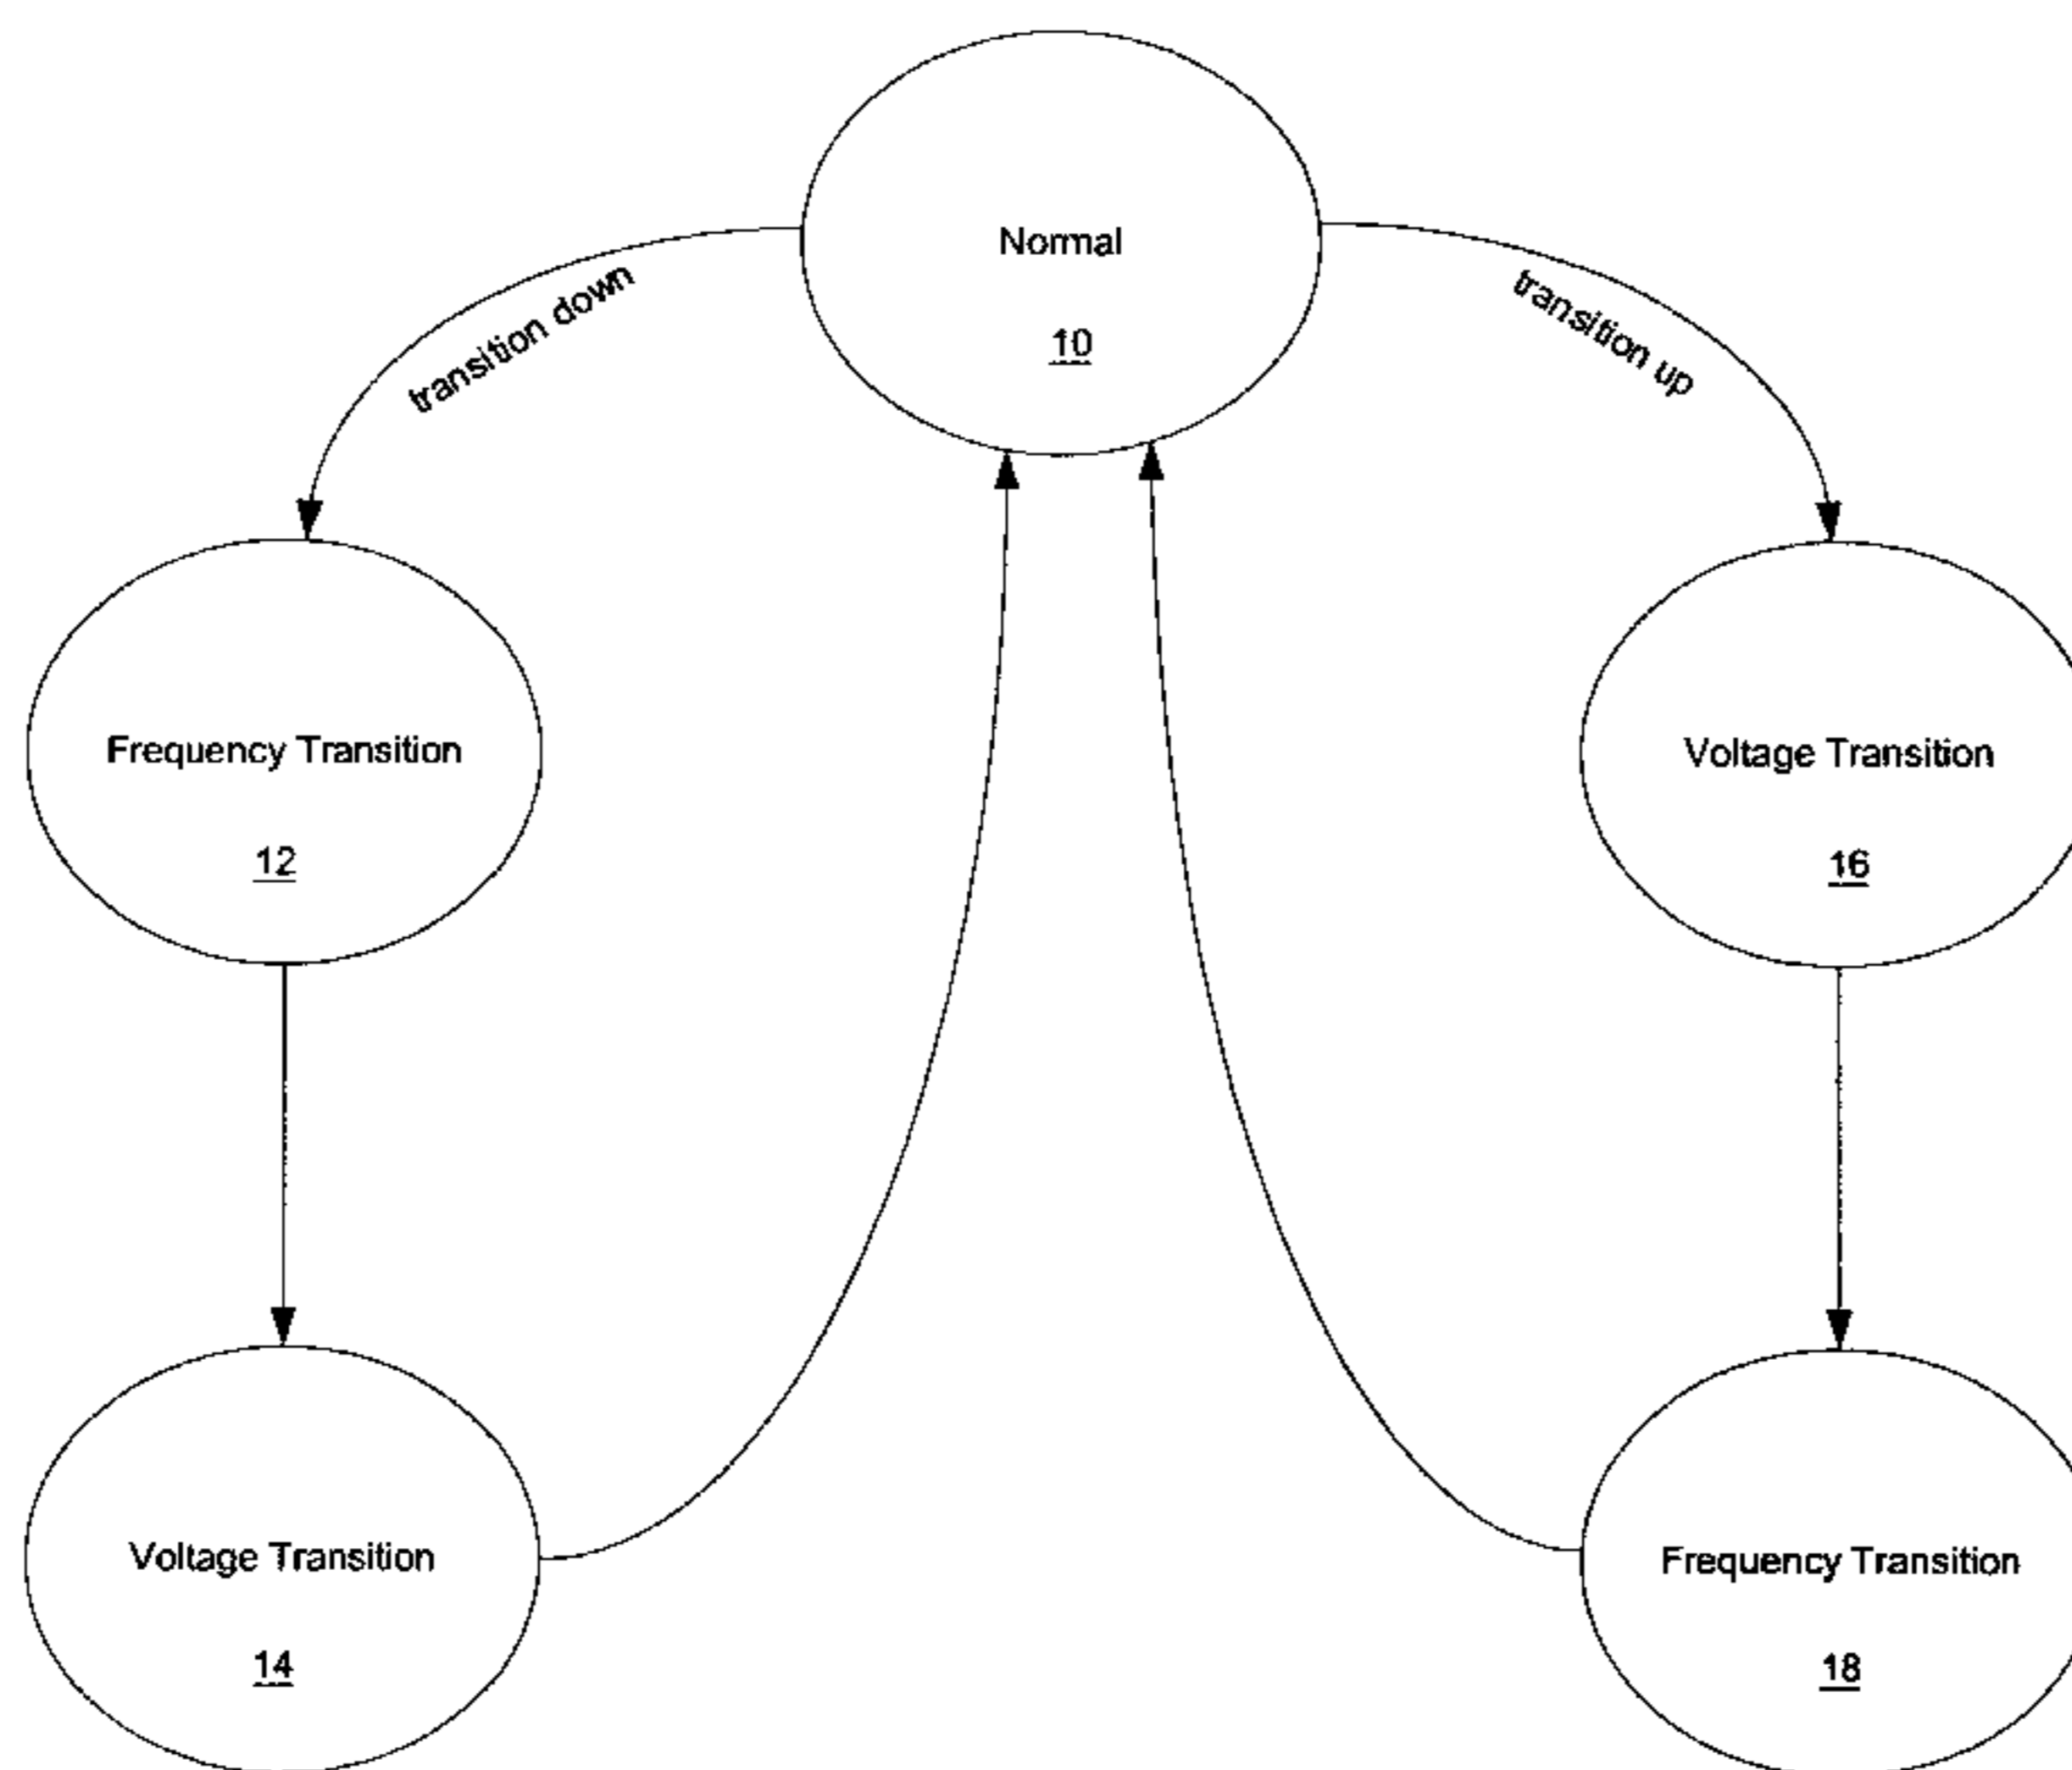 Normal
10
transition down
transition up
Frequency Transition
12
Voltage Transition
16
Voltage Transition
14
Frequency Transition
18